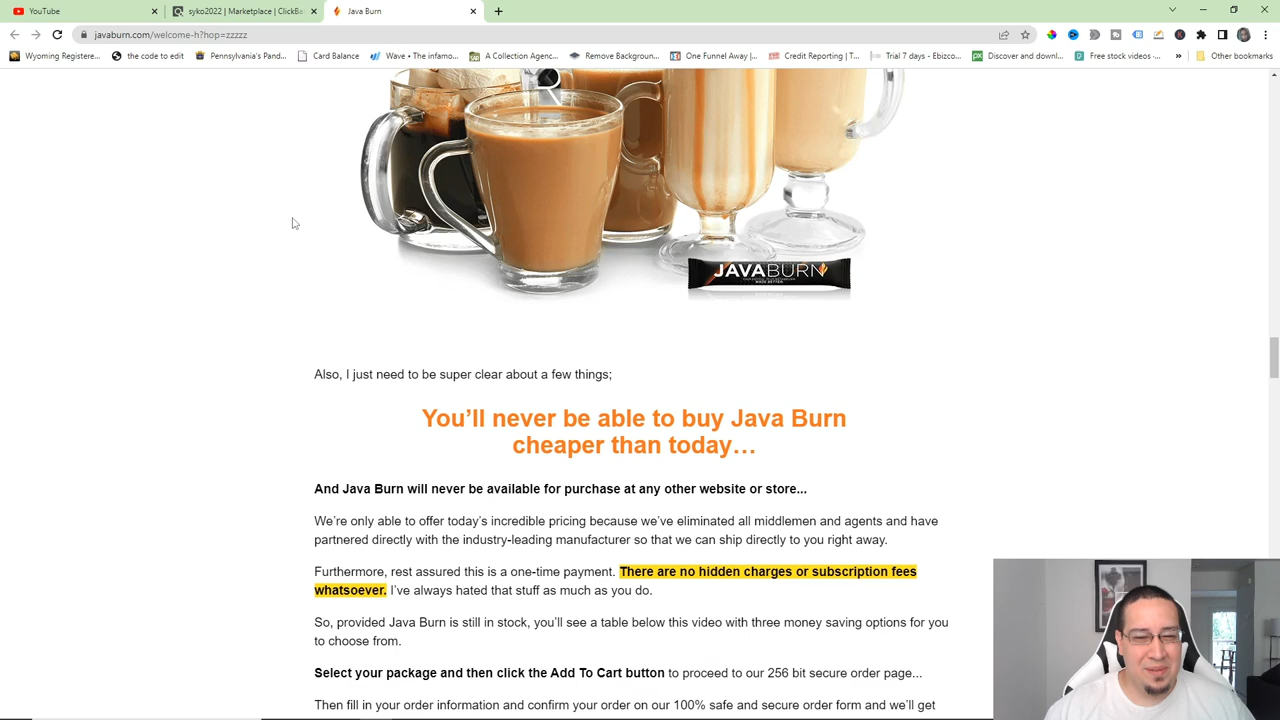 YouTube
syko2022 | Marketplace | ClickBa
Java Burn
javaburn.com/welcome-h?hop=zzzzz
Wyoming Registere...
the code to edit
Pennsylvania's Pand...
Card Balance
Wave • The infamo...
A Collection Agenc...
Remove Backgroun...
One Funnel Away |...
Credit Reporting | T...
Trial 7 days - Ebizco...
Discover and downl...
Free stock videos -...
Other bookmarks
JAVABURN
Also, I just need to be super clear about a few things;
You’ll never be able to buy Java Burn
cheaper than today…
And Java Burn will never be available for purchase at any other website or store...
We’re only able to offer today’s incredible pricing because we’ve eliminated all middlemen and agents and have
partnered directly with the industry-leading manufacturer so that we can ship directly to you right away.
Furthermore, rest assured this is a one-time payment. There are no hidden charges or subscription fees
whatsoever. I’ve always hated that stuff as much as you do.
So, provided Java Burn is still in stock, you’ll see a table below this video with three money saving options for you
to choose from.
Select your package and then click the Add To Cart button to proceed to our 256 bit secure order page...
Then fill in your order information and confirm your order on our 100% safe and secure order form and we’ll get